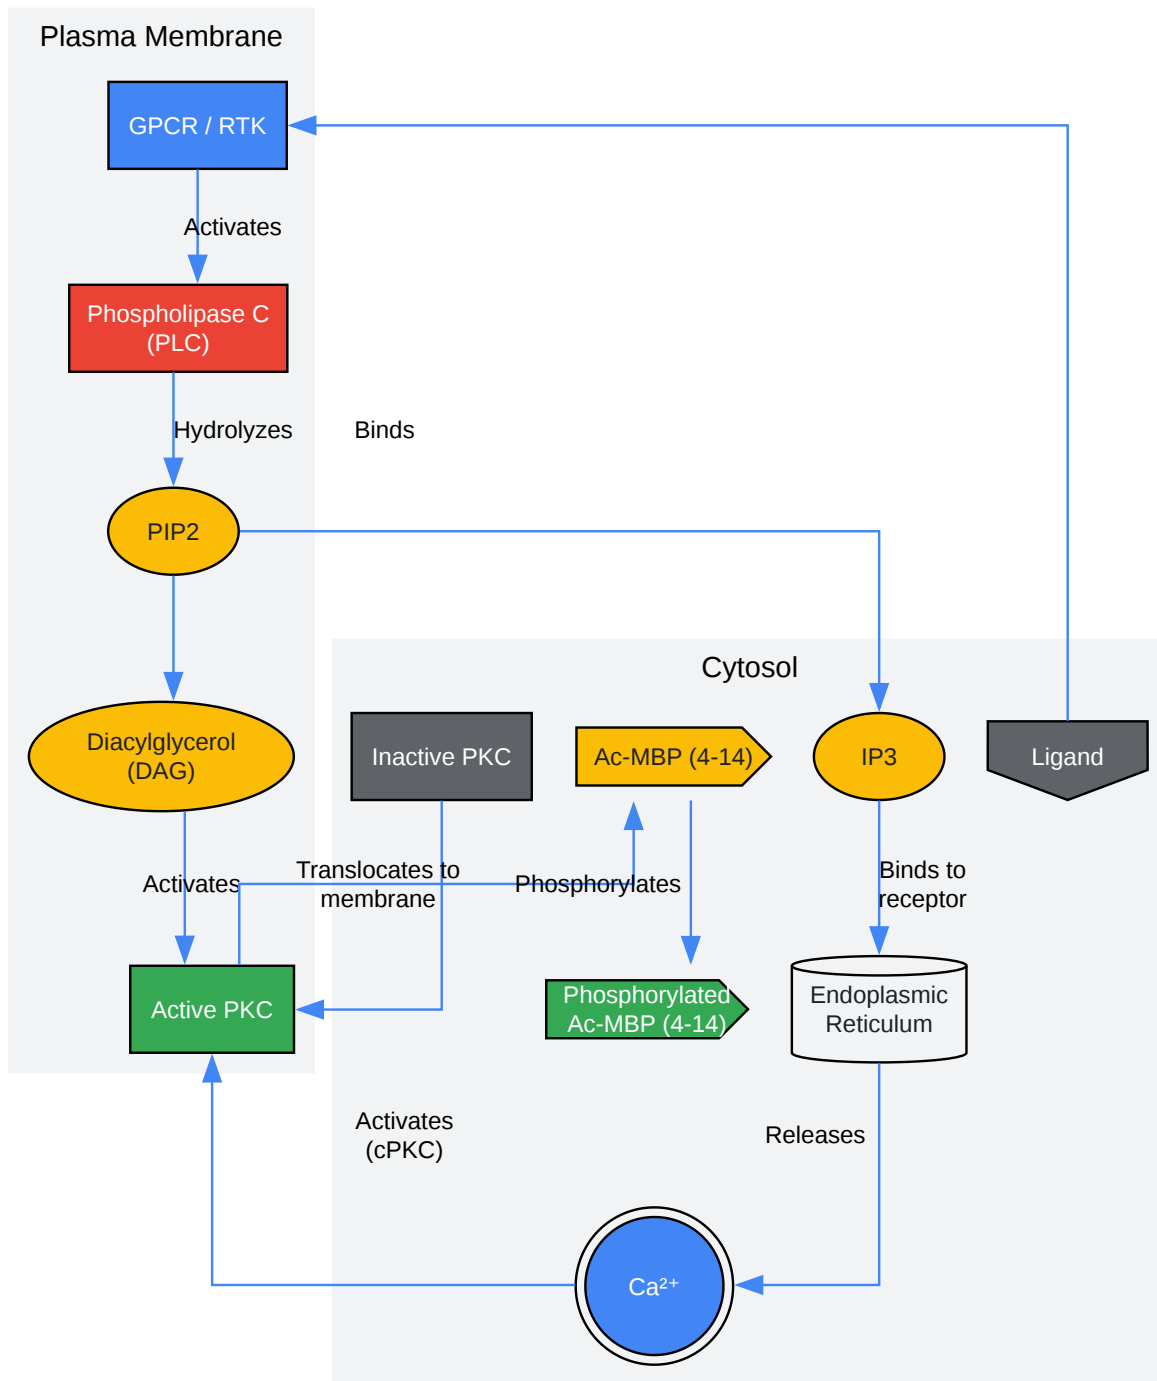 Plasma Membrane
GPCR / RTK
Activates
Phospholipase C
(PLC)
Hydrolyzes
Binds
PIP2
Cytosol
Diacylglycerol
(DAG)
Inactive PKC
Ac-MBP (4-14)
IP3
Ligand
Activates
Translocates to
membrane
Phosphorylates
Binds to
receptor
Active PKC
Phosphorylated
Ac-MBP (4-14)
Endoplasmic
Reticulum
Activates
(cPKC)
Releases
Ca²⁺